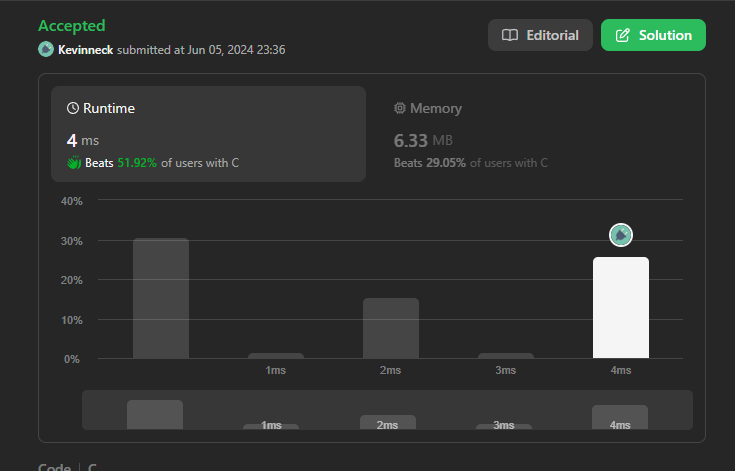 Accepted
Kevinneck submitted at Jun 05, 2024 23:36
Editorial
Solution
Runtime
4 ms
Beats 51.92% of users with C
Memory
6.33 MB
Beats 29.05% of users with C
40%
30%
20%
10%
0%
1ms 2ms 3ms 4ms
1ms 2ms 3ms 4ms
Code | C